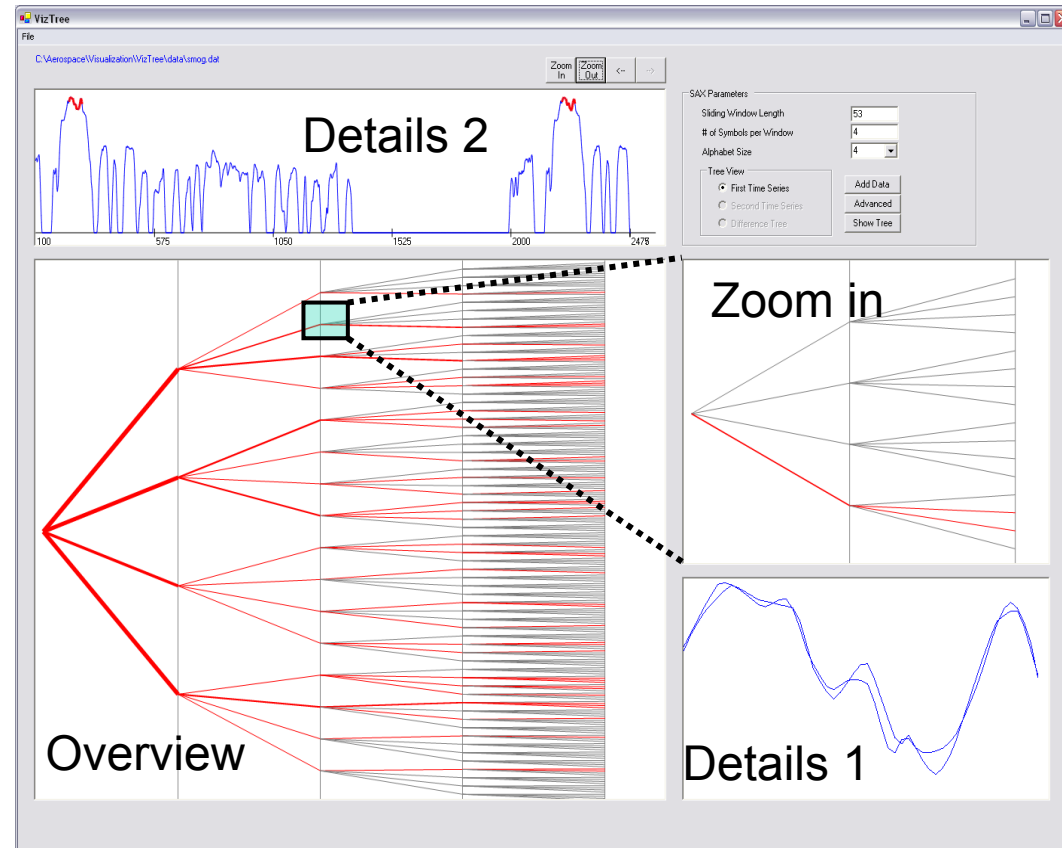 VizTree
File
C:\Aerospace\Visualization\VizTree\data\smog.dat
Zoom In
Zoom Out
<--
-->
Details 2
100 575 1050 1525 2000 2475
SAX Parameters
Sliding Window Length 53
# of Symbols per Window 4
Alphabet Size 4
Tree View
First Time Series
Second Time Series
Difference Tree
Add Data
Advanced
Show Tree
Overview
Zoom in
Details 1